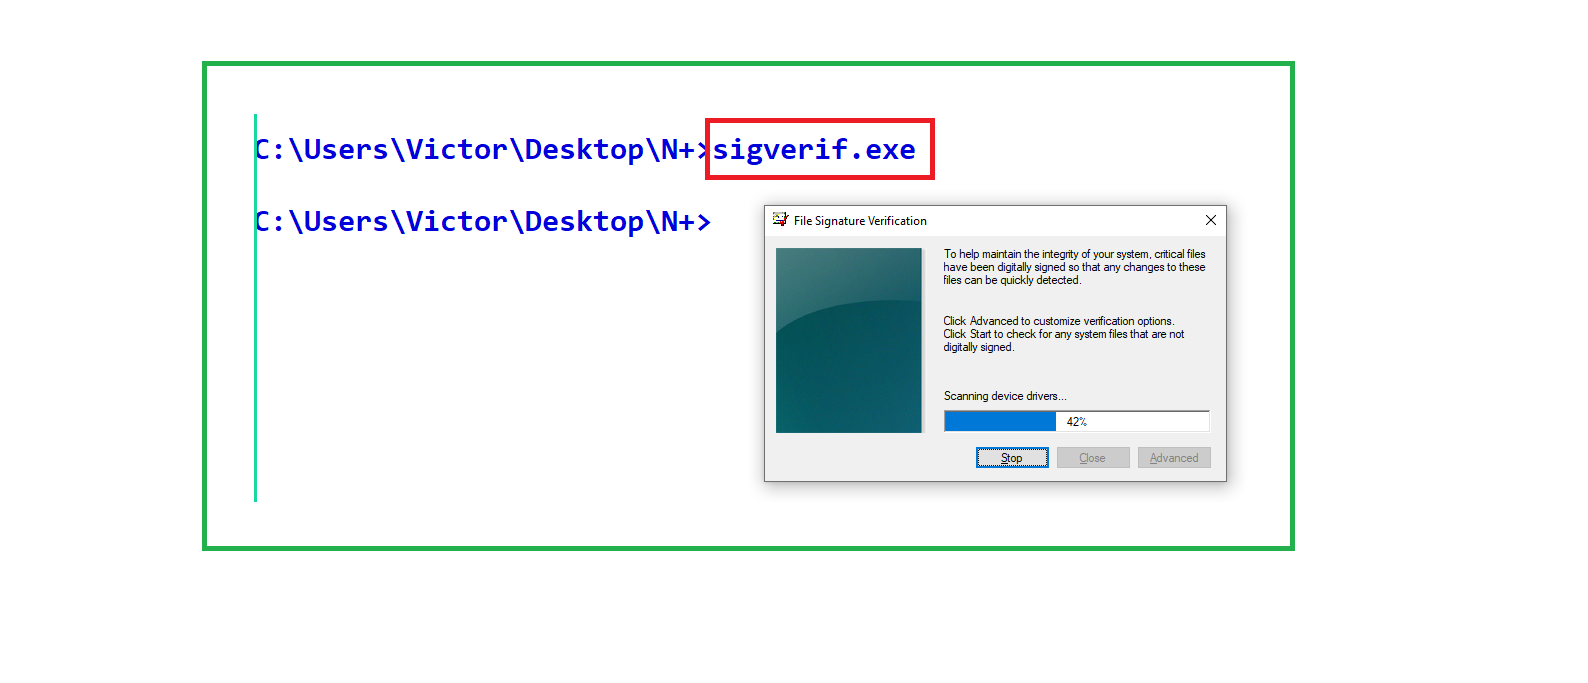 C:\Users\Victor\Desktop\N+>sigverif.exe
C:\Users\Victor\Desktop\N+>
File Signature Verification
To help maintain the integrity of your system, critical files
have been digitally signed so that any changes to these
files can be quickly detected.
Click Advanced to customize verification options.
Click Start to check for any system files that are not
digitally signed.
Scanning device drivers...
42%
Stop Close Advanced